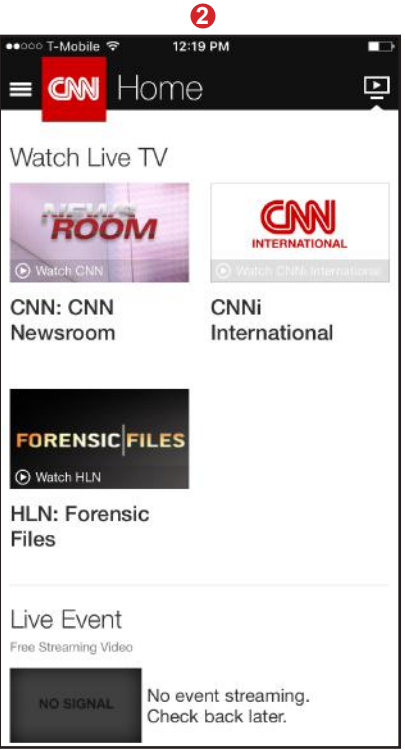 2
T-Mobile 12:19 PM
CNN Home
Watch Live TV
NEWS
ROOM
Watch CNN
CNN
INTERNATIONAL
Watch CNNi International
CNN: CNN
Newsroom
CNNi
International
FORENSIC FILES
Watch HLN
HLN: Forensic
Files
Live Event
Free Streaming Video
NO SIGNAL
No event streaming.
Check back later.